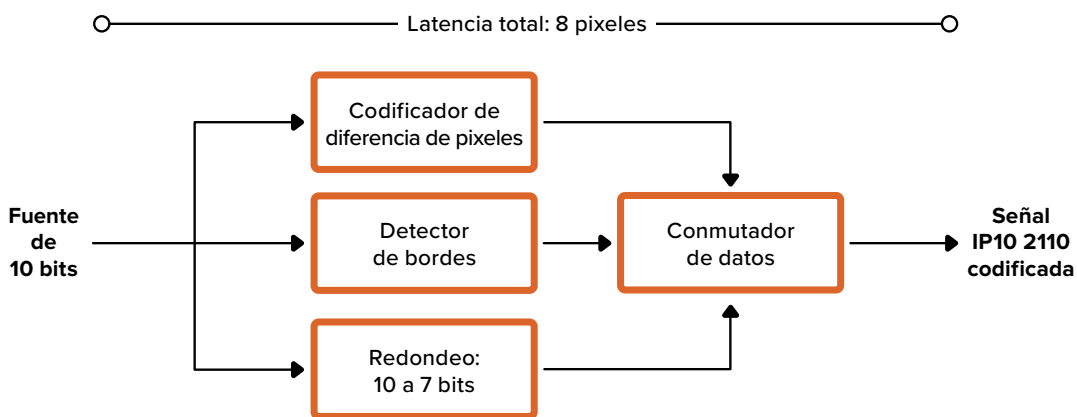 Latencia total: 8 pixeles
Codificador de
diferencia de pixeles
Fuente
de
10 bits
Detector
de bordes
Conmutador
de datos
Señal
IP10 2110
codificada
Redondeo:
10 a 7 bits